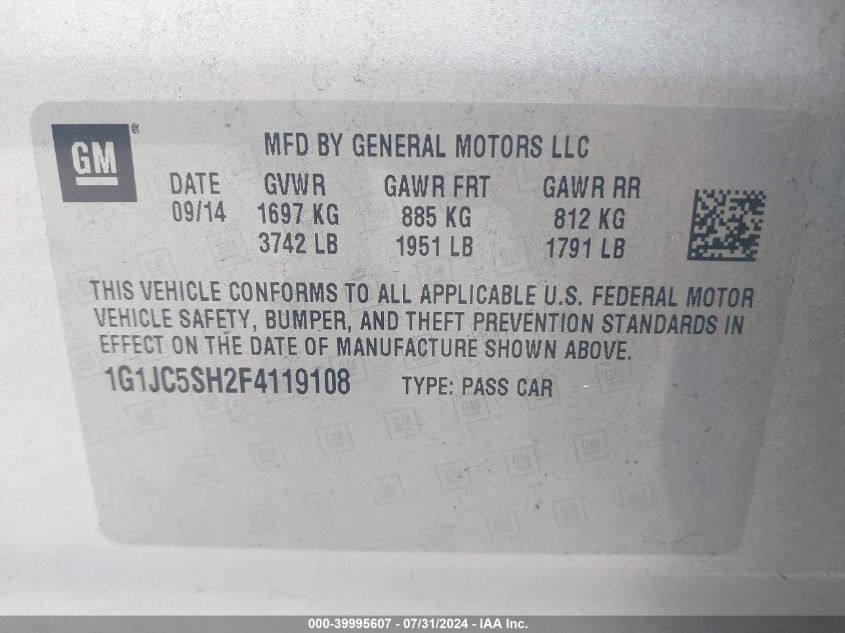 GM®
MFD BY GENERAL MOTORS LLC
DATE GVWR GAWR FRT GAWR RR
09/14 1697 KG 885 KG 812 KG
3742 LB 1951 LB 1791 LB
THIS VEHICLE CONFORMS TO ALL APPLICABLE U.S. FEDERAL MOTOR
VEHICLE SAFETY, BUMPER, AND THEFT PREVENTION STANDARDS IN
EFFECT ON THE DATE OF MANUFACTURE SHOWN ABOVE.
1G1JC5SH2F4119108 TYPE: PASS CAR
000-39995607 - 07/31/2024 - IAA Inc.